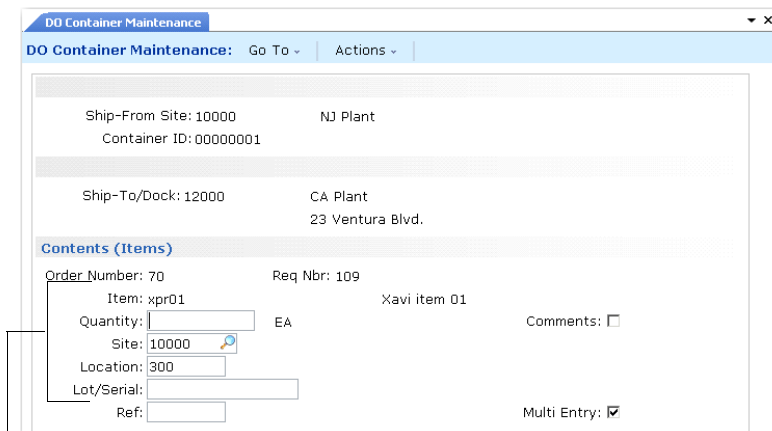 DO Container Maintenance
DO Container Maintenance: Go To Actions
Ship-From Site: 10000 NJ Plant
Container ID: 00000001
Ship-To/Dock: 12000 CA Plant
23 Ventura Blvd.
Contents (Items)
Order Number: 70 Req Nbr: 109
Item: xpr01 Xavi item 01
Quantity: EA Comments:
Site: 10000
Location: 300
Lot/Serial:
Ref: Multi Entry: